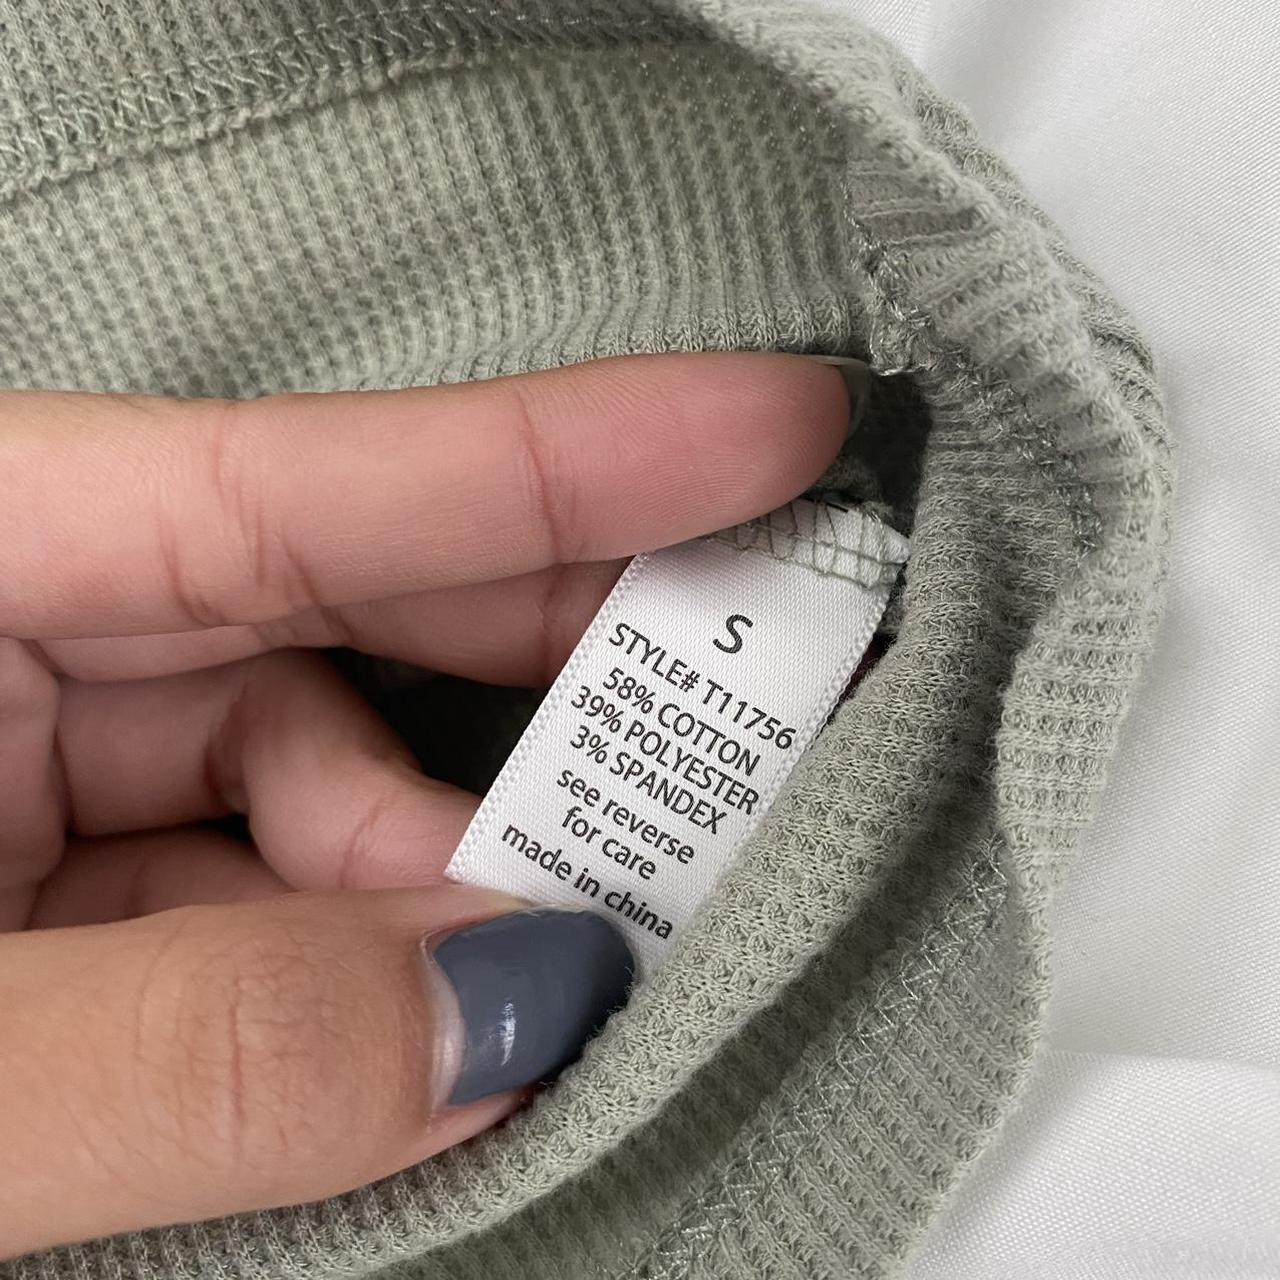 S
STYLE# T11756
58% COTTON
39% POLYESTER
3% SPANDEX
see reverse
for care
made in china